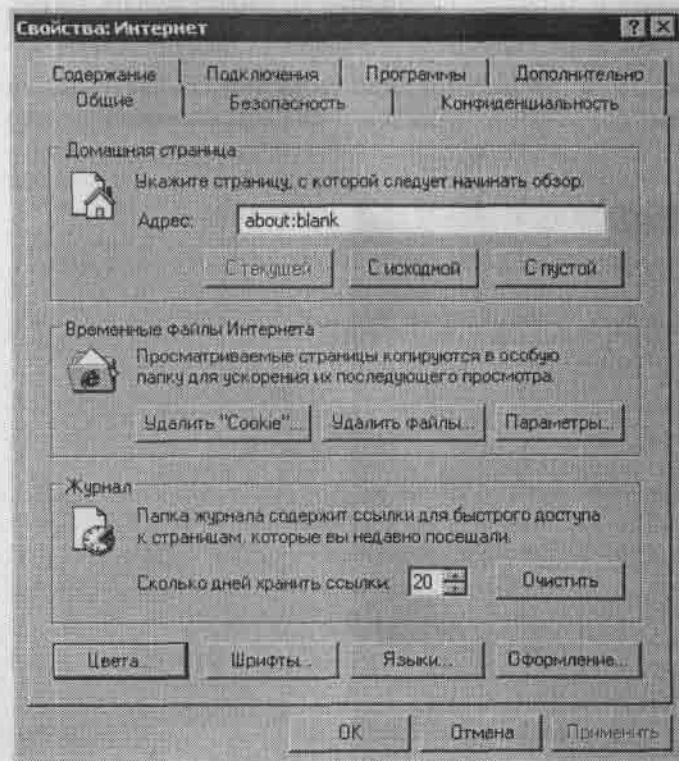 Свойства: Интернет
Содержание Подключения Программы Дополнительно
Общие Безопасность Конфиденциальность
Домашняя страница
Укажите страницу, с которой следует начинать обзор.
Адрес: about:blank
С текущей С исходной С пустой
Временные файлы Интернета
Просматриваемые страницы копируются в особую
папку для ускорения их последующего просмотра.
Удалить "Cookie"... Удалить файлы... Параметры...
Журнал
Папка журнала содержит ссылки для быстрого доступа
к страницам, которые вы недавно посещали.
Сколько дней хранить ссылки: 20 Очистить
Цвета... Шрифты... Языки... Оформление...
OK Отмена Применить